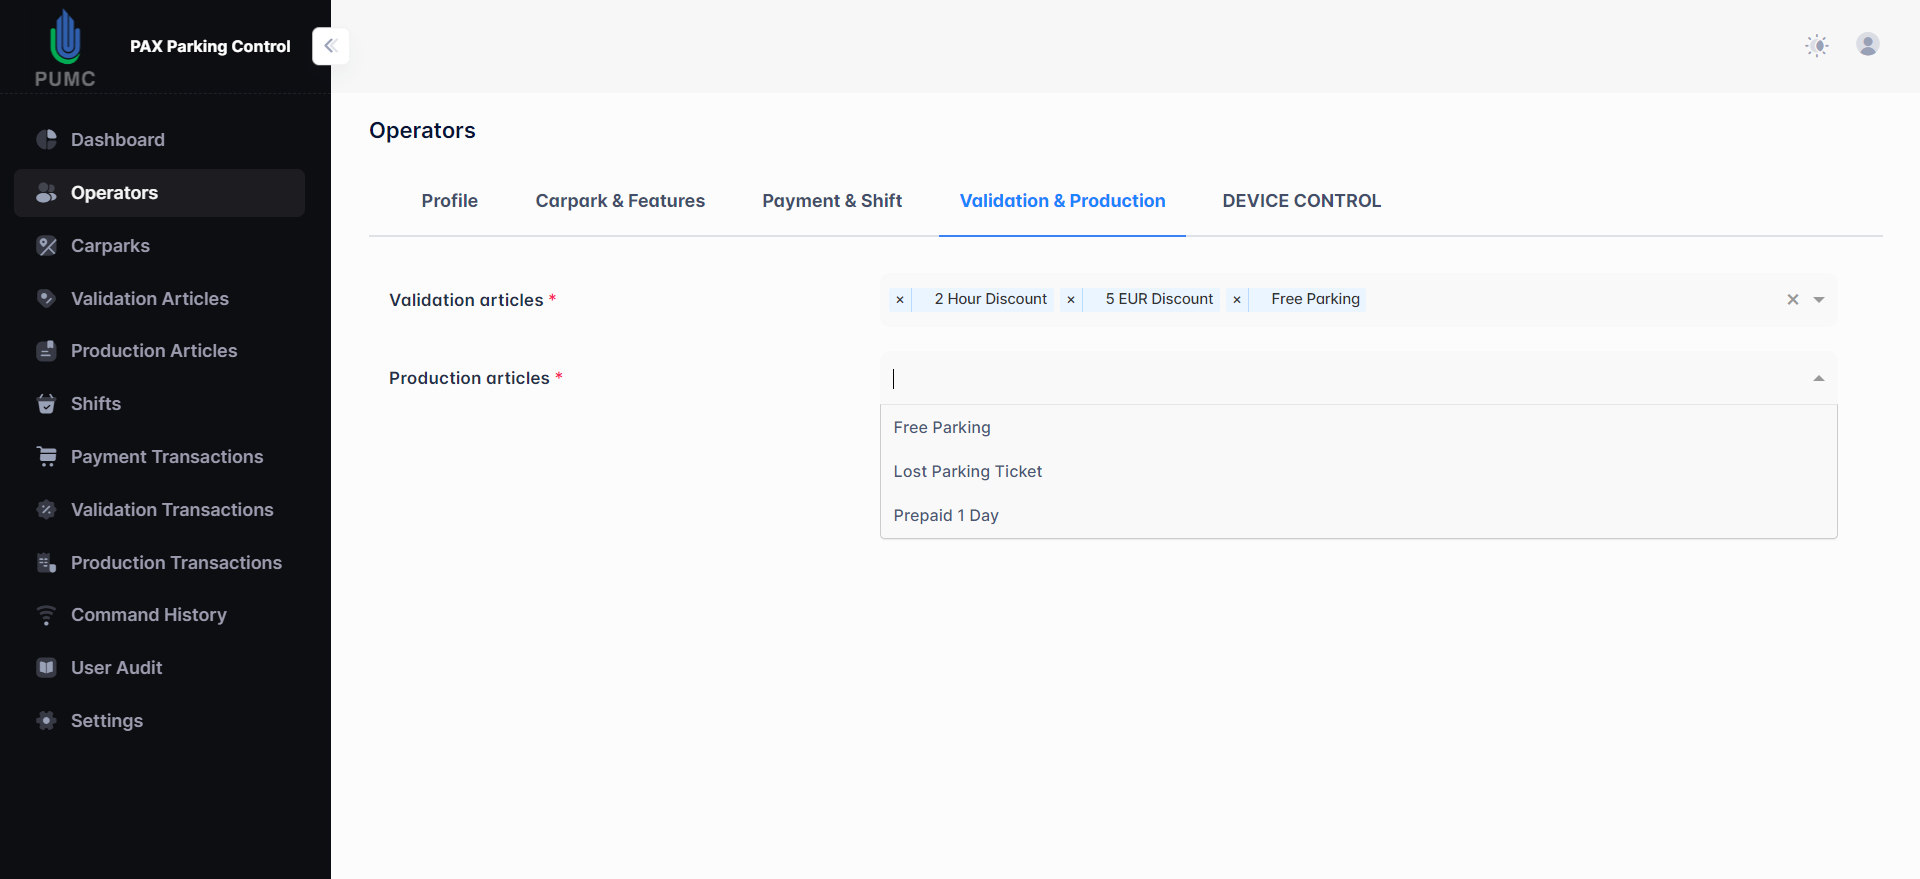 PUMC
PAX Parking Control
Dashboard
Operators
Carparks
Validation Articles
Production Articles
Shifts
Payment Transactions
Validation Transactions
Production Transactions
Command History
User Audit
Settings
Operators
Profile Carpark & Features Payment & Shift Validation & Production DEVICE CONTROL
Validation articles * × 2 Hour Discount × 5 EUR Discount × Free Parking ×
Production articles *
Free Parking
Lost Parking Ticket
Prepaid 1 Day